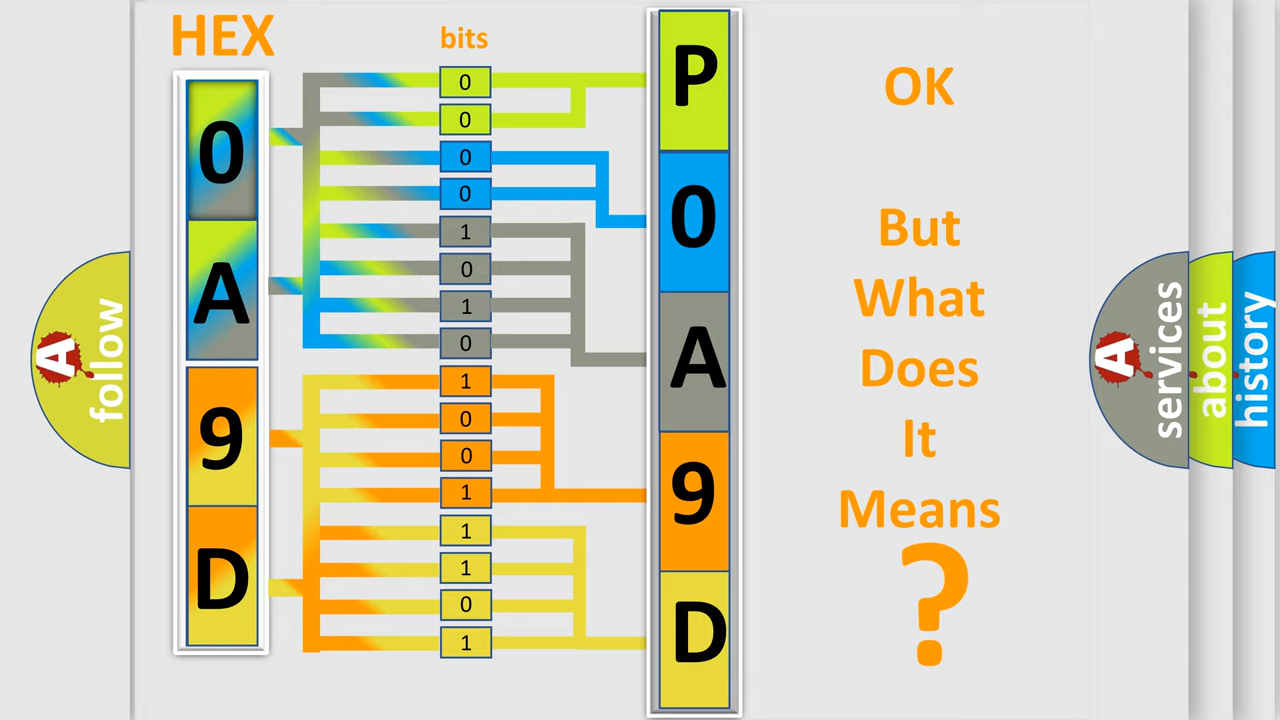 HEX
bits
0
A
9
D
0
0
0
0
1
0
1
0
1
0
0
1
1
1
0
1
P
0
A
9
D
OK
But
What
Does
It
Means
?
A
follow
A
services
about
history